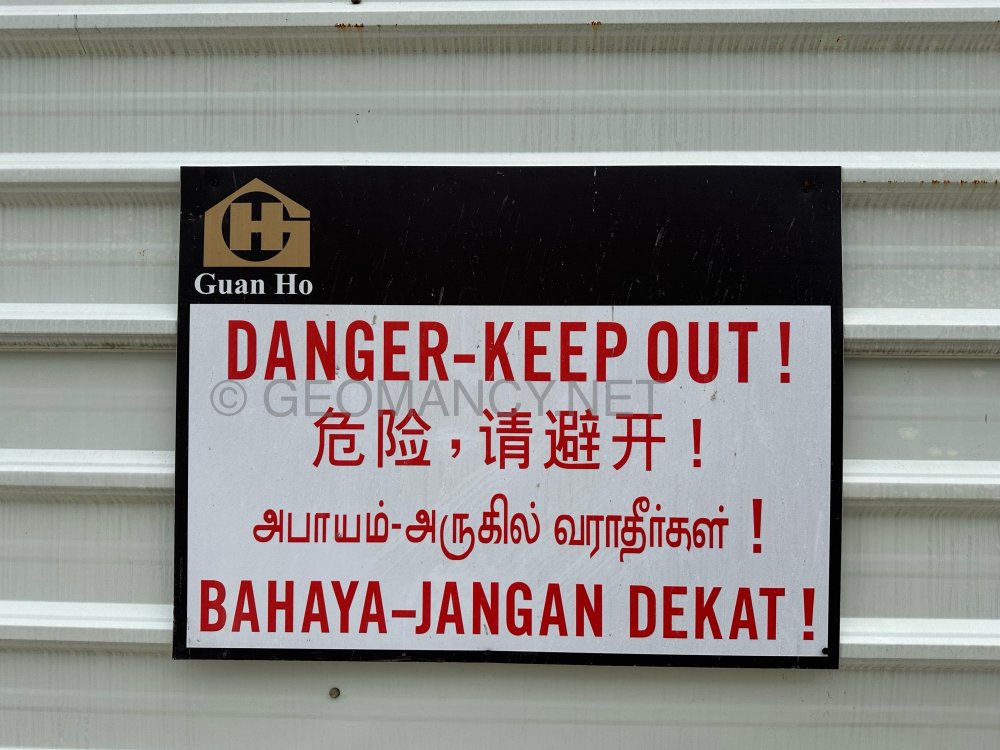 Guan Ho
DANGER-KEEP OUT !
© GEOMANCY.NET
危险，请避开！
அபாயம்-அருகில் வராதீர்கள் !
BAHAYA-JANGAN DEKAT !